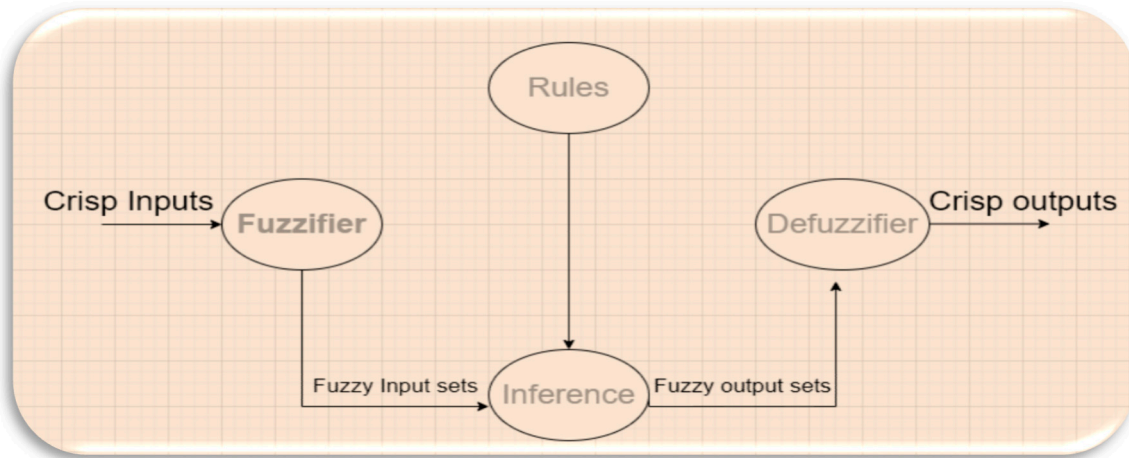 Rules
Crisp Inputs
Fuzzifier
Defuzzifier
Crisp outputs
Fuzzy Input sets
Inference
Fuzzy output sets